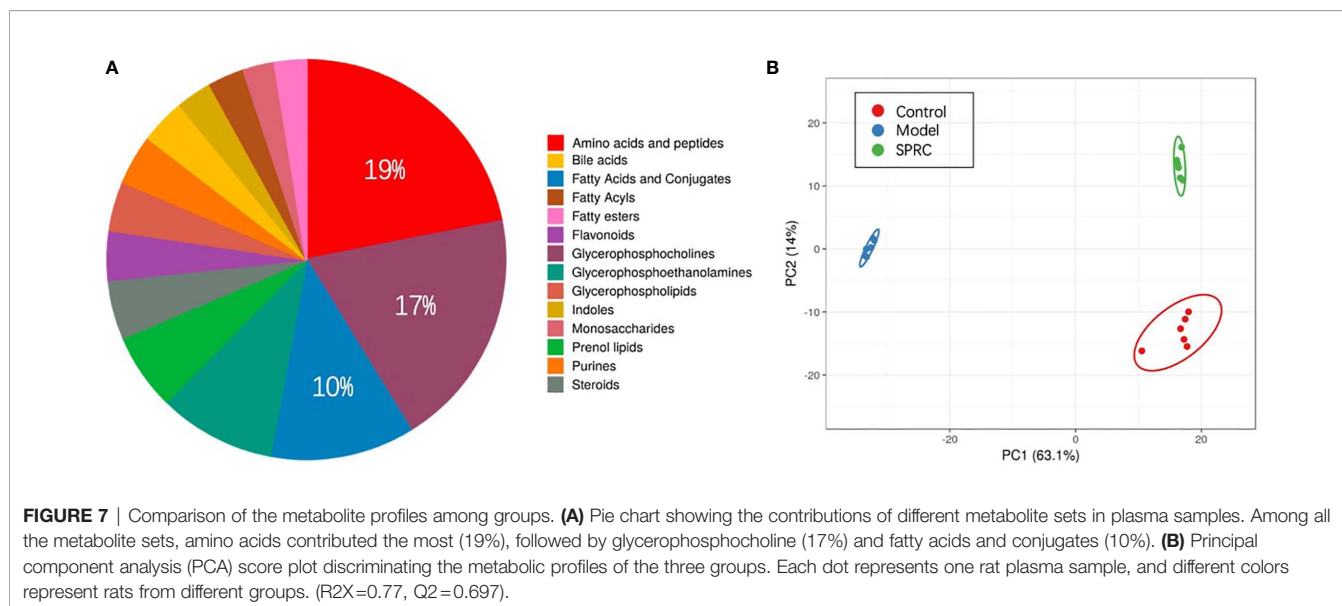 A
19%
17%
10%
Amino acids and peptides
Bile acids
Fatty Acids and Conjugates
Fatty Acyls
Fatty esters
Flavonoids
Glycerophosphocholines
Glycerophosphoethanolamines
Glycerophospholipids
Indoles
Monosaccharides
Prenol lipids
Purines
Steroids
B
Control
Model
SPRC
20
10
0
-10
-20
PC2 (14%)
-20
0
20
PC1 (63.1%)
FIGURE 7 | Comparison of the metabolite profiles among groups. (A) Pie chart showing the contributions of different metabolite sets in plasma samples. Among all
the metabolite sets, amino acids contributed the most (19%), followed by glycerophosphocholine (17%) and fatty acids and conjugates (10%). (B) Principal
component analysis (PCA) score plot discriminating the metabolic profiles of the three groups. Each dot represents one rat plasma sample, and different colors
represent rats from different groups. (R2X=0.77, Q2=0.697).